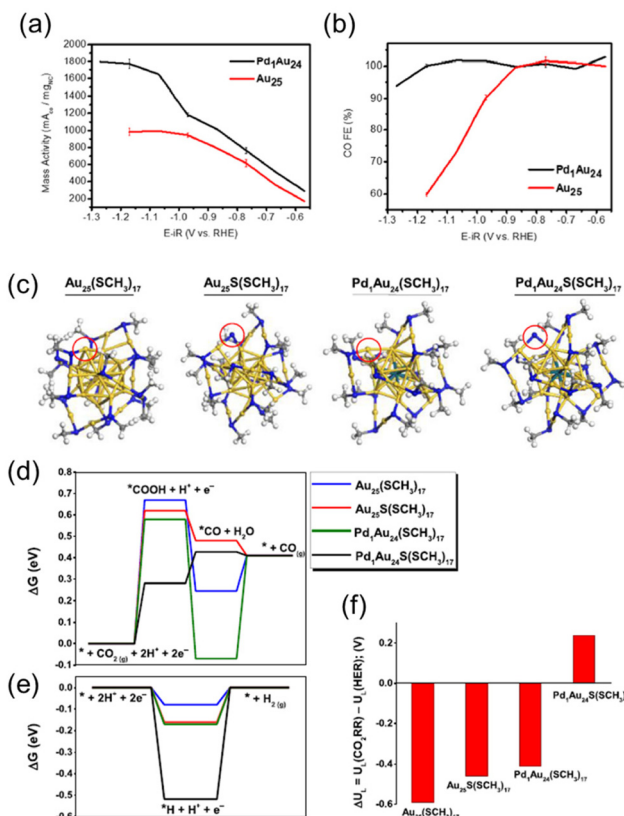 (a)
Mass Activity (mA_co / mg_NC)
2000
1800
1600
1400
1200
1000
800
600
400
200
Pd₁Au₂₄
Au₂₅
-1.3 -1.2 -1.1 -1.0 -0.9 -0.8 -0.7 -0.6
E-iR (V vs. RHE)
(b)
CO FE (%)
100
90
80
70
60
Pd₁Au₂₄
Au₂₅
-1.3 -1.2 -1.1 -1.0 -0.9 -0.8 -0.7 -0.6
E-iR (V vs. RHE)
(c)
Au₂₅(SCH₃)₁₇
Au₂₅S(SCH₃)₁₇
Pd₁Au₂₄(SCH₃)₁₇
Pd₁Au₂₄S(SCH₃)₁₇
(d)
ΔG (eV)
0.8
0.7
0.6
0.5
0.4
0.3
0.2
0.1
0.0
-0.1
*COOH + H⁺ + e⁻
*CO + H₂O
* + CO (g)
* + CO₂ (g) + 2H⁺ + 2e⁻
Au₂₅(SCH₃)₁₇
Au₂₅S(SCH₃)₁₇
Pd₁Au₂₄(SCH₃)₁₇
Pd₁Au₂₄S(SCH₃)₁₇
(e)
ΔG (eV)
-0.0
-0.1
-0.2
-0.3
-0.4
-0.5
* + 2H⁺ + 2e⁻
* + H₂ (g)
*H + H⁺ + e⁻
(f)
ΔU_L = U_L(CO₂RR) − U_L(HER); (V)
0.2
0.0
-0.2
-0.4
-0.6
Pd₁Au₂₄S(SCH₃)
Pd₁Au₂₄(SCH₃)₁₇
Au₂₅S(SCH₃)₁₇